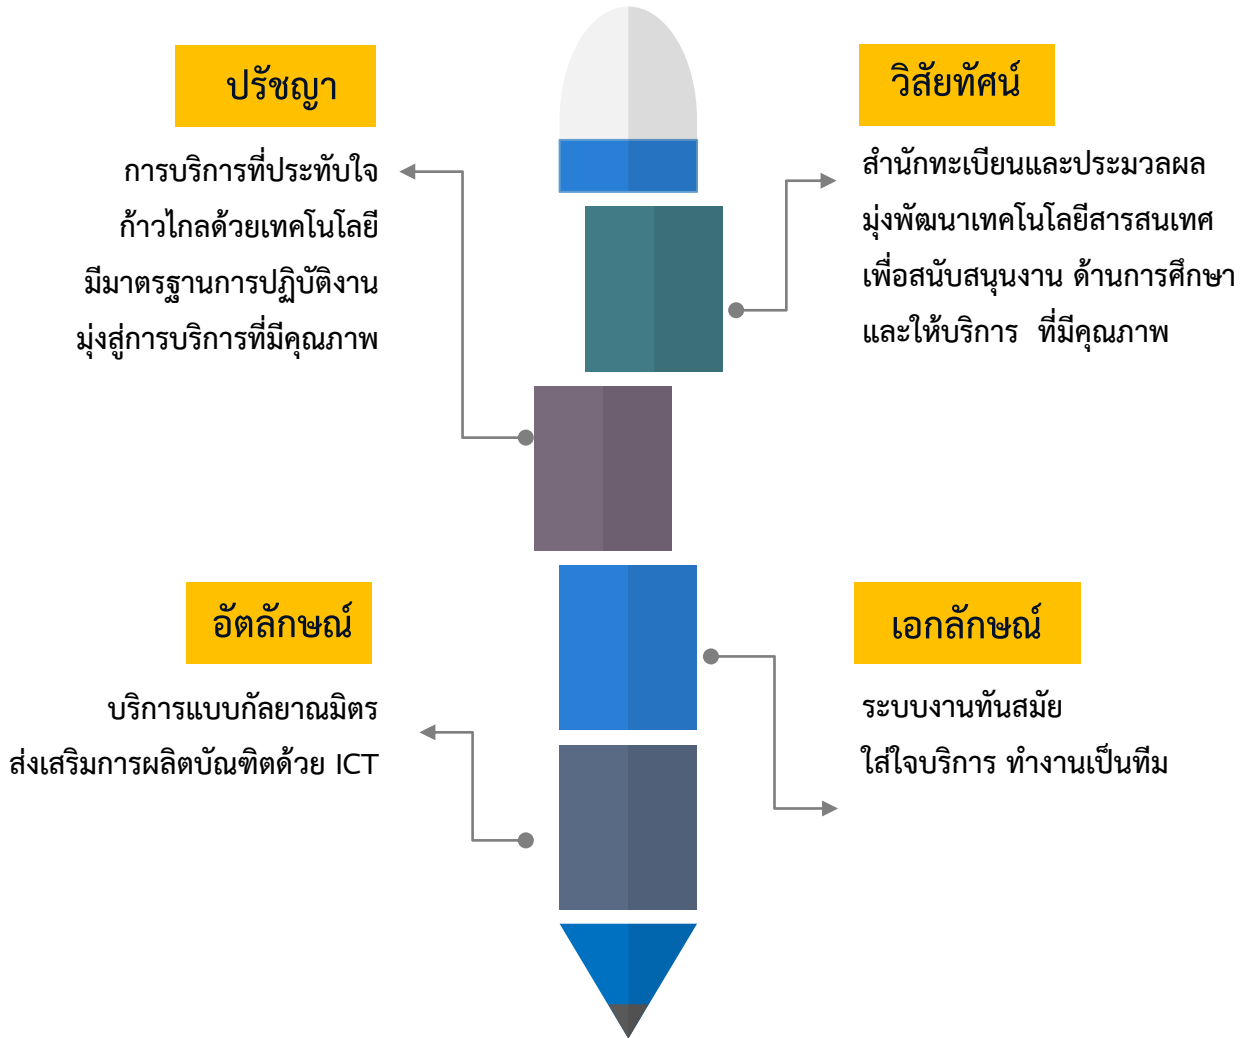 ปรัชญา
การบริการที่ประทับใจ
ก้าวไกลด้วยเทคโนโลยี
มีมาตรฐานการปฏิบัติงาน
มุ่งสู่การบริการที่มีคุณภาพ
วิสัยทัศน์
สำนักทะเบียนและประมวลผล
มุ่งพัฒนาเทคโนโลยีสารสนเทศ
เพื่อสนับสนุนงาน ด้านการศึกษา
และให้บริการ ที่มีคุณภาพ
อัตลักษณ์
บริการแบบกัลยาณมิตร
ส่งเสริมการผลิตบัณฑิตด้วย ICT
เอกลักษณ์
ระบบงานทันสมัย
ใส่ใจบริการ ทำงานเป็นทีม